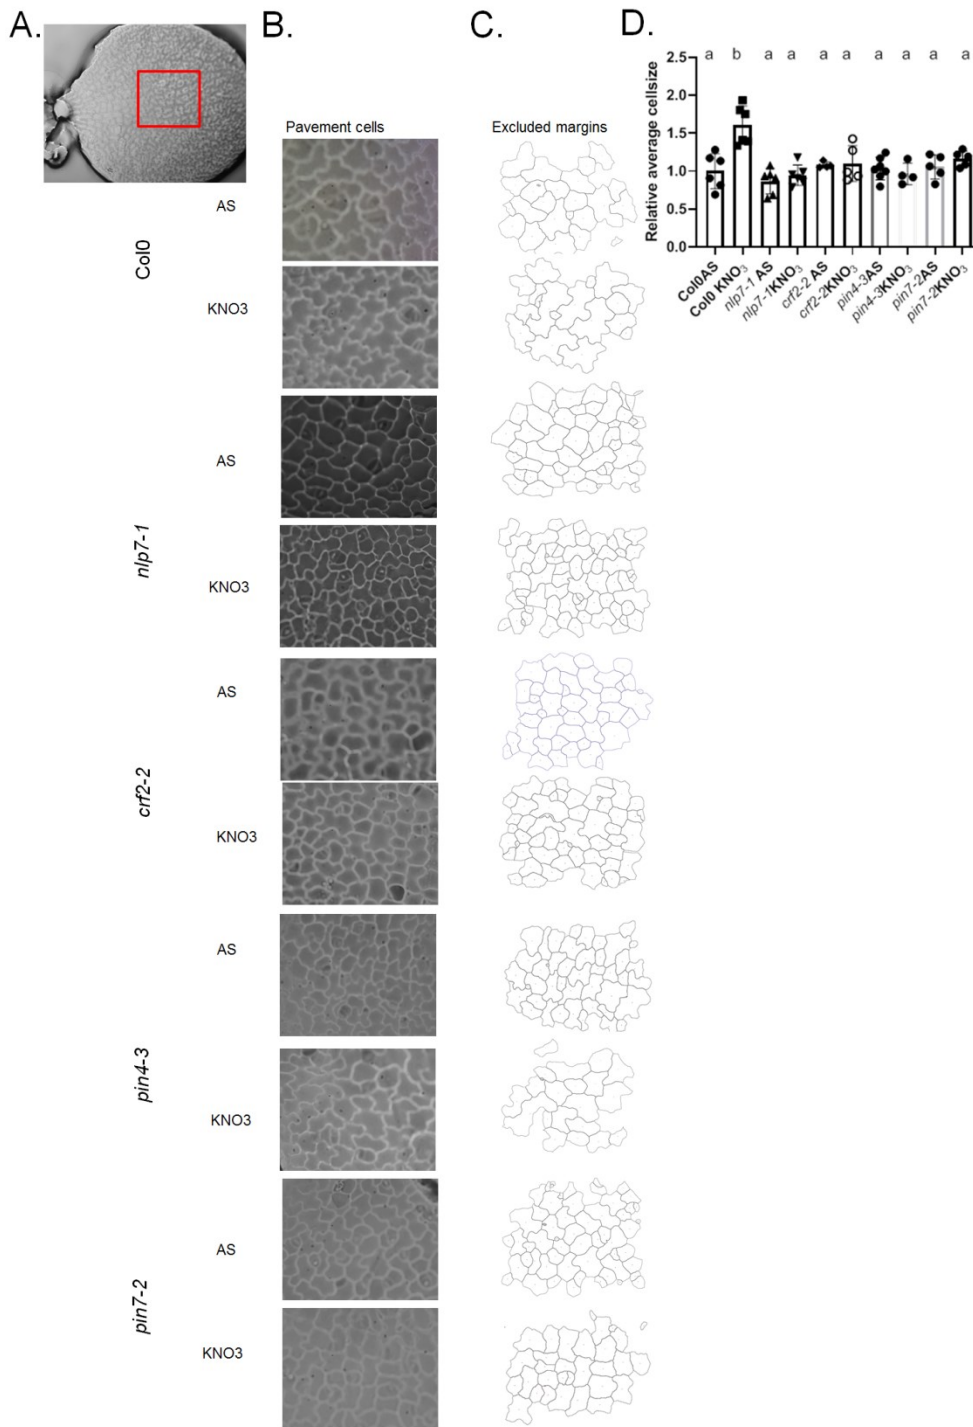 A.
B.
C.
D.
Pavement cells
Excluded margins
Col0
AS
KNO3
nlp7-1
AS
KNO3
crf2-2
AS
KNO3
pin4-3
AS
KNO3
pin7-2
AS
KNO3
a b a a a a a a a a
Relative average cellsize
2.5
2.0
1.5
1.0
0.5
0.0
Col0AS
Col0 KNO3
nlp7-1 AS
nlp7-1KNO3
crf2-2 AS
crf2-2KNO3
pin4-3AS
pin4-3KNO3
pin7-2AS
pin7-2KNO3